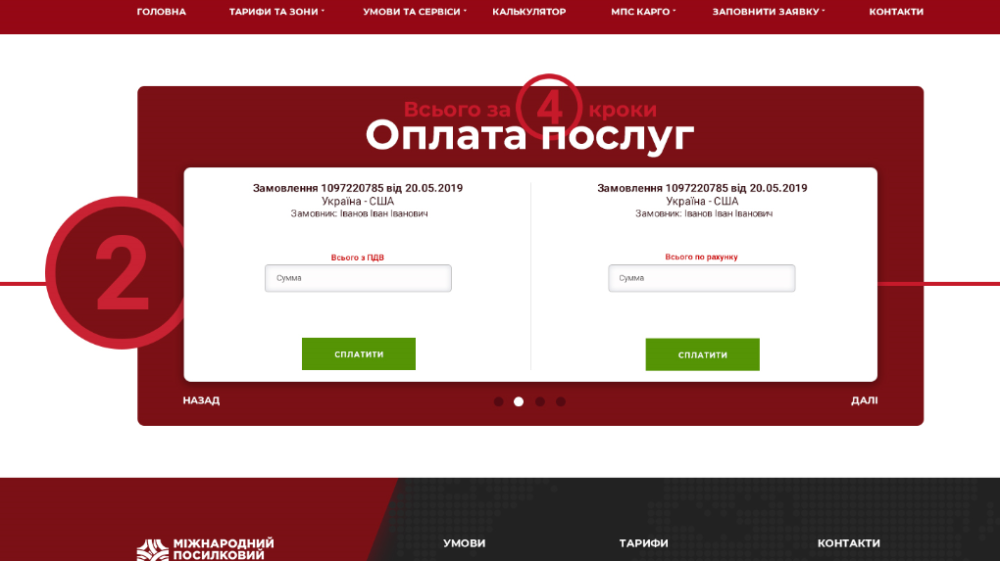 ГОЛОВНА ТАРИФИ ТА ЗОНИ УМОВИ ТА СЕРВІСИ КАЛЬКУЛЯТОР МПС КАРГО ЗАПОВНИТИ ЗАЯВКУ КОНТАКТИ
Всього за 4 кроки
Оплата послуг
2
Замовлення 1097220785 від 20.05.2019
Україна - США
Замовник: Іванов Іван Іванович
Всього з ПДВ
Сумма
СПЛАТИТИ
Замовлення 1097220785 від 20.05.2019
Україна - США
Замовник: Іванов Іван Іванович
Всього по рахунку
Сумма
СПЛАТИТИ
НАЗАД ДАЛІ
МІЖНАРОДНИЙ
ПОСИЛКОВИЙ
УМОВИ ТАРИФИ КОНТАКТИ